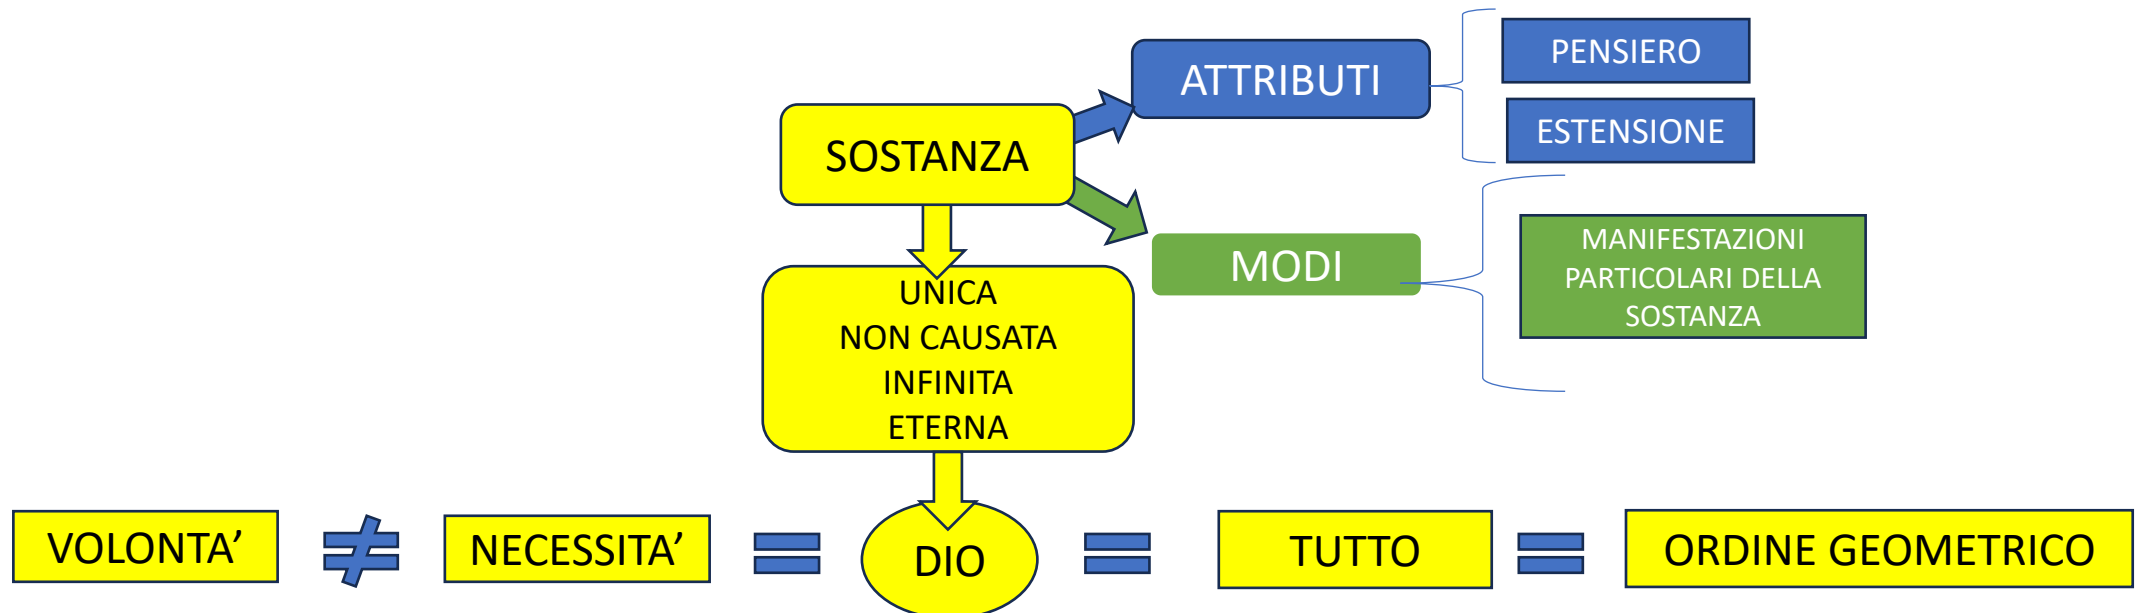 PENSIERO
ATTRIBUTI
ESTENSIONE
SOSTANZA
MODI
MANIFESTAZIONI
PARTICOLARI DELLA
SOSTANZA
UNICA
NON CAUSATA
INFINITA
ETERNA
VOLONTA’ ≠ NECESSITA’ = DIO = TUTTO = ORDINE GEOMETRICO